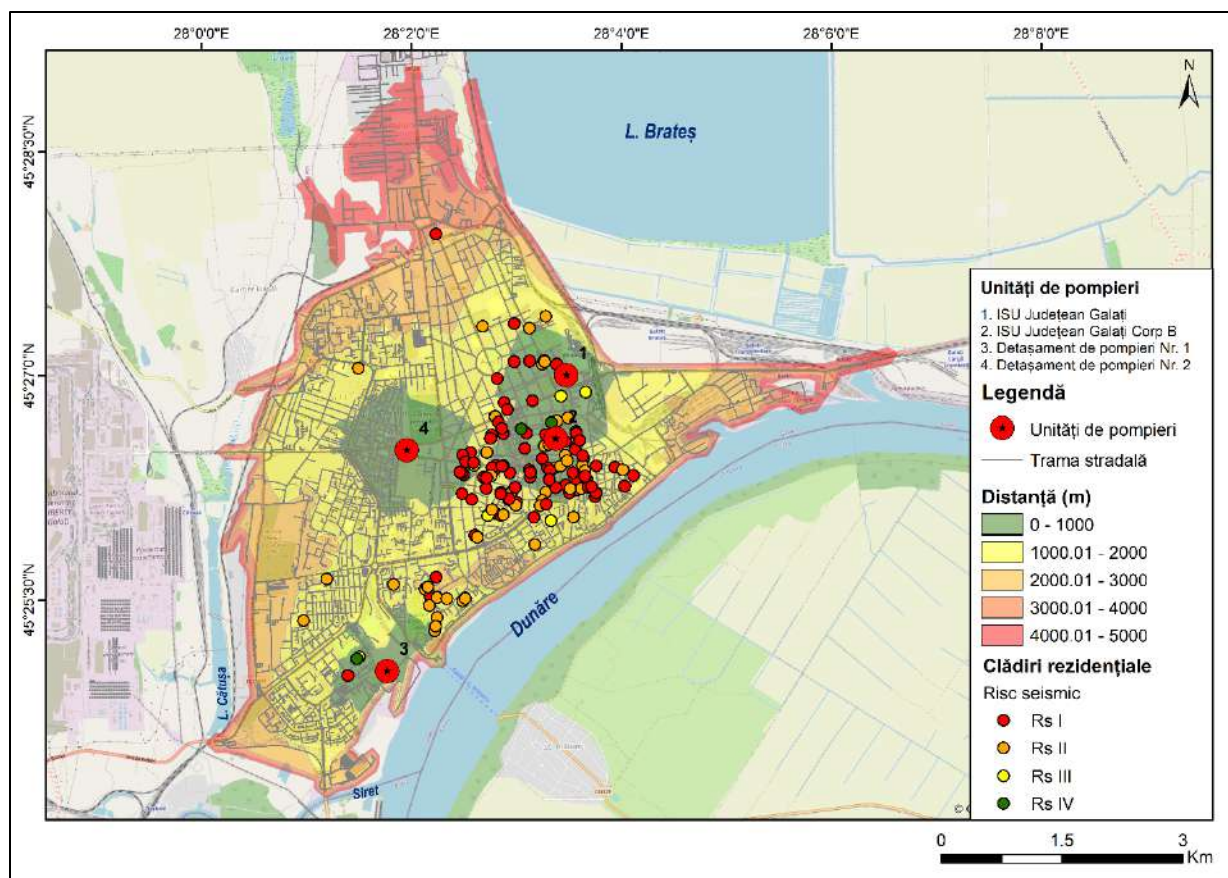 28°0'0"E 28°2'0"E 28°4'0"E 28°6'0"E 28°8'0"E
N
45°28'30"N
45°27'0"N
45°25'30"N
L. Brateș
1
2
4
3
Dunăre
L. Cătușa
Siret
Unități de pompieri
1. ISU Județean Galați
2. ISU Județean Galați Corp B
3. Detașament de pompieri Nr. 1
4. Detașament de pompieri Nr. 2
Legendă
Unități de pompieri
Trama stradală
Distanță (m)
0 - 1000
1000.01 - 2000
2000.01 - 3000
3000.01 - 4000
4000.01 - 5000
Clădiri rezidențiale
Risc seismic
Rs I
Rs II
Rs III
Rs IV
0 1.5 3
Km